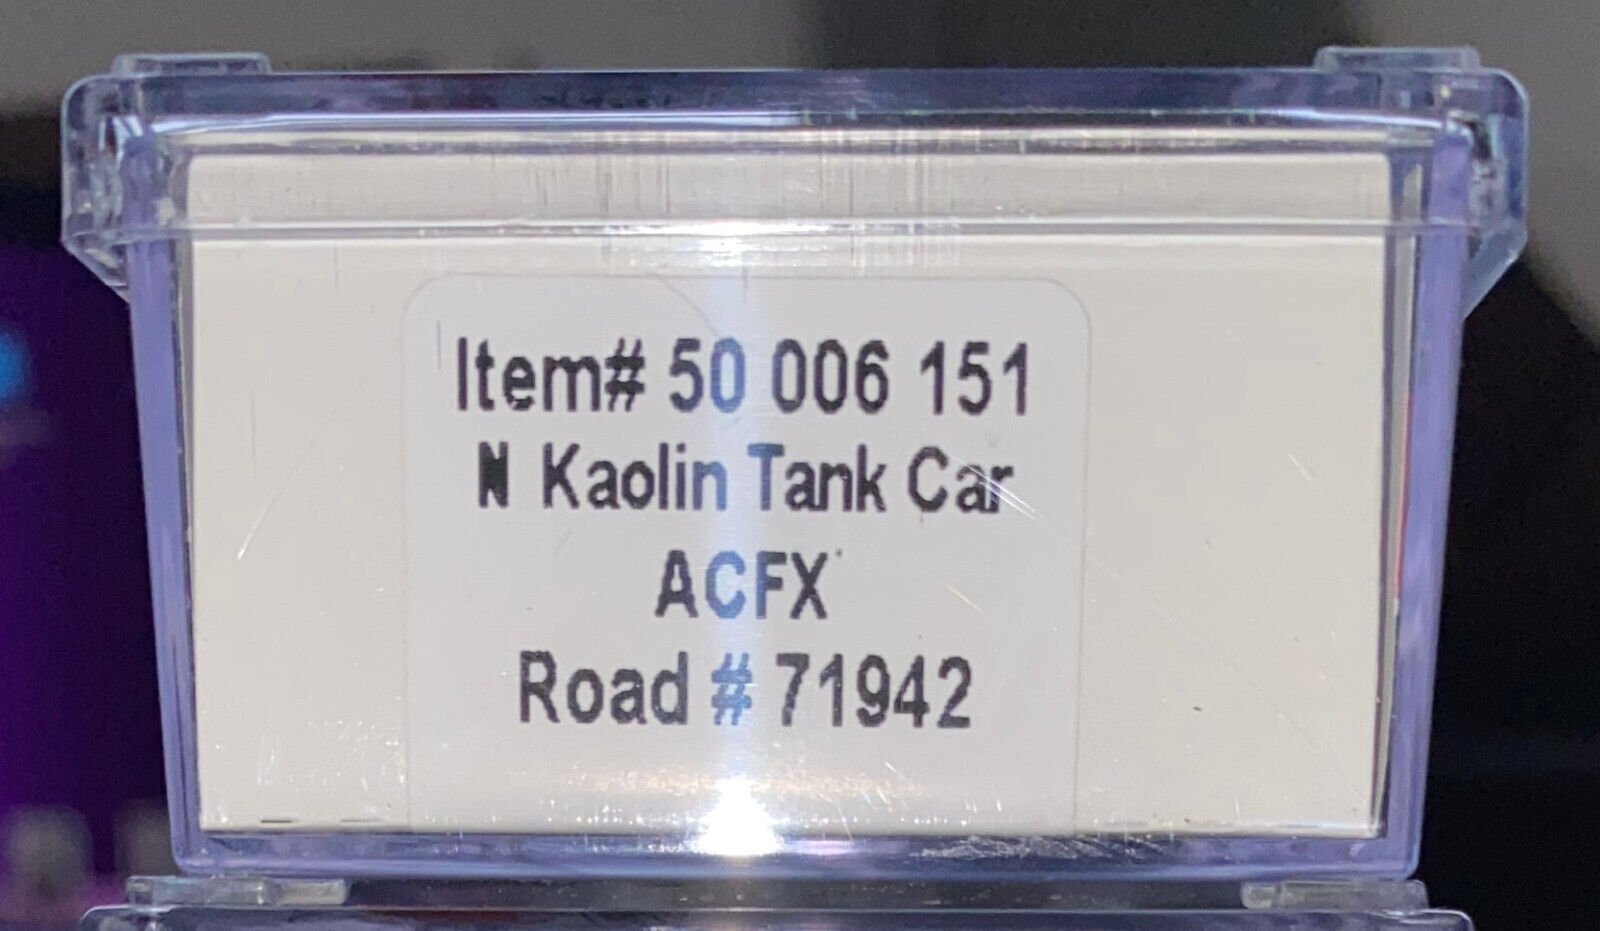 Item# 50 006 151
N Kaolin Tank Car
ACFX
Road # 71942